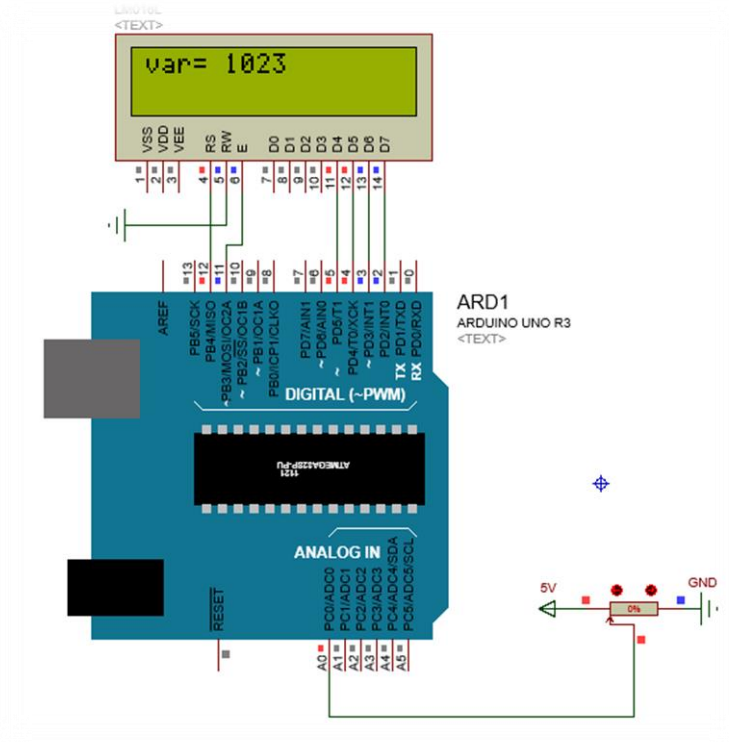 LM016L
<TEXT>
var= 1023
VSS
VDD
VEE
RS
RW
E
D0
D1
D2
D3
D4
D5
D6
D7
1
2
3
4
5
6
7
8
9
10
11
12
13
14
AREF
13
12
11
10
9
8
7
6
5
4
3
2
1
0
PB5/SCK
PB4/MISO
~PB3/MOSI/OC2A
~PB2/SS/OC1B
~PB1/OC1A
PB0/ICP1/CLKO
PD7/AIN1
~PD6/AIN0
~PD5/T1
PD4/T0/XCK
~PD3/INT1
PD2/INT0
TX PD1/TXD
RX PD0/RXD
DIGITAL (~PWM)
ARD1
ARDUINO UNO R3
<TEXT>
1121
ATMEGA328P-PU
ANALOG IN
RESET
PC0/ADC0
PC1/ADC1
PC2/ADC2
PC3/ADC3
PC4/ADC4/SDA
PC5/ADC5/SCL
A0
A1
A2
A3
A4
A5
5V
0%
GND